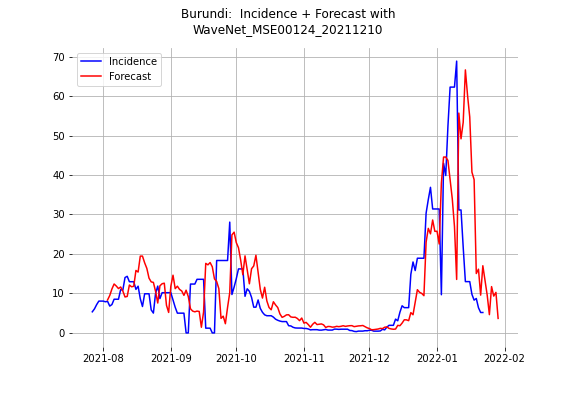 Burundi:  Incidence + Forecast with
WaveNet_MSE00124_20211210
Incidence
Forecast
70
60
50
40
30
20
10
0
2021-08 2021-09 2021-10 2021-11 2021-12 2022-01 2022-02